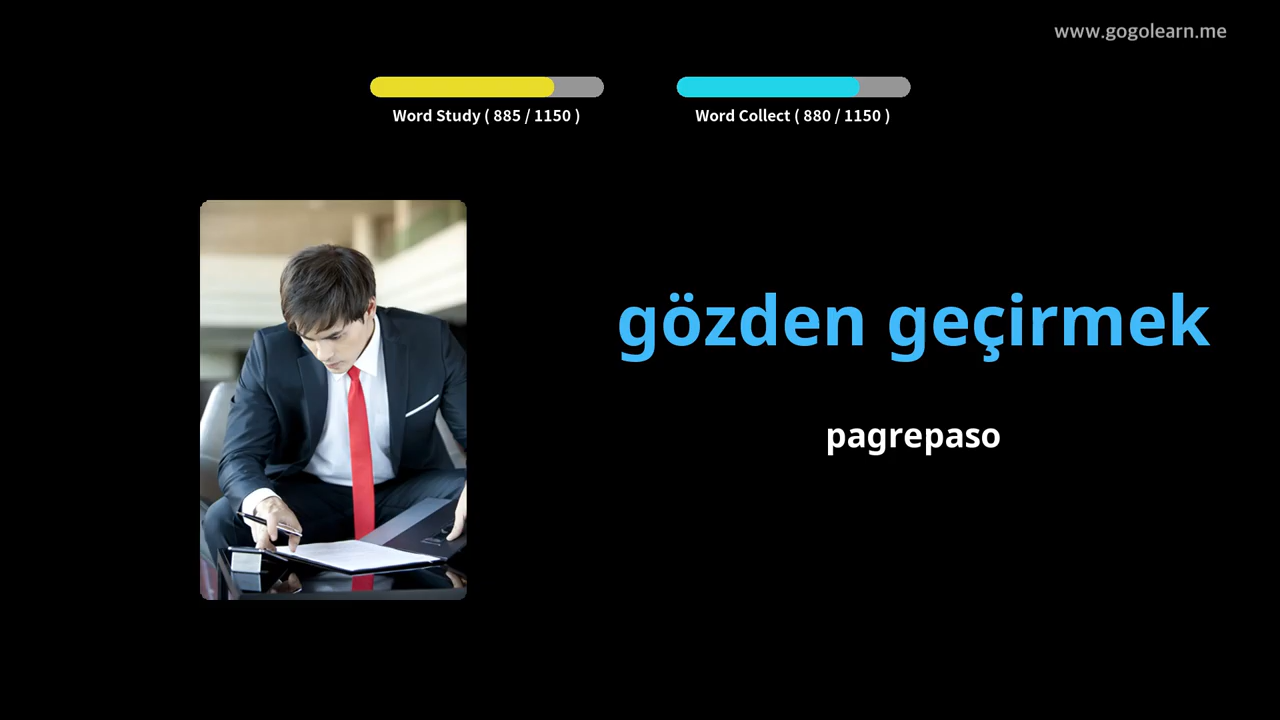 www.gogolearn.me
Word Study ( 885 / 1150 )
Word Collect ( 880 / 1150 )
gözden geçirmek
pagrepaso